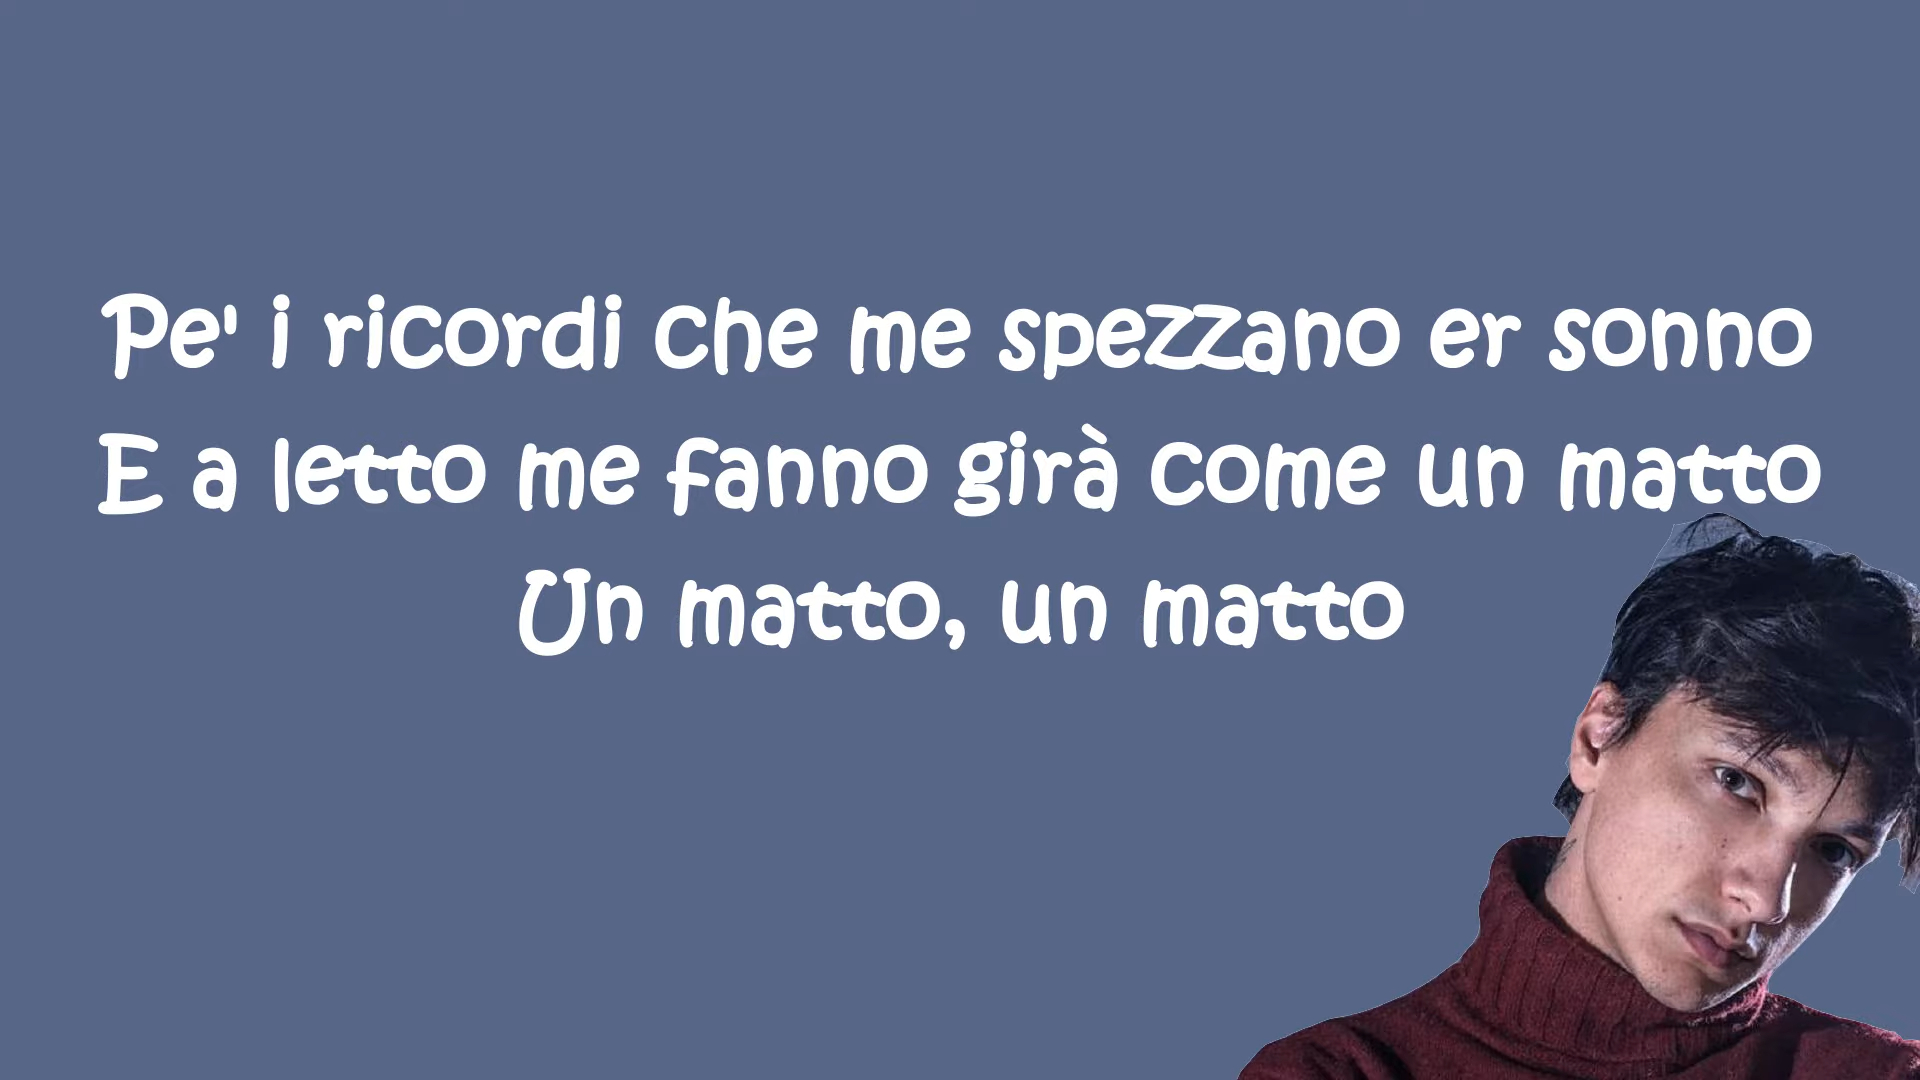 Pe' i ricordi che me spezzano er sonno
E a letto me fanno girà come un matto
Un matto, un matto